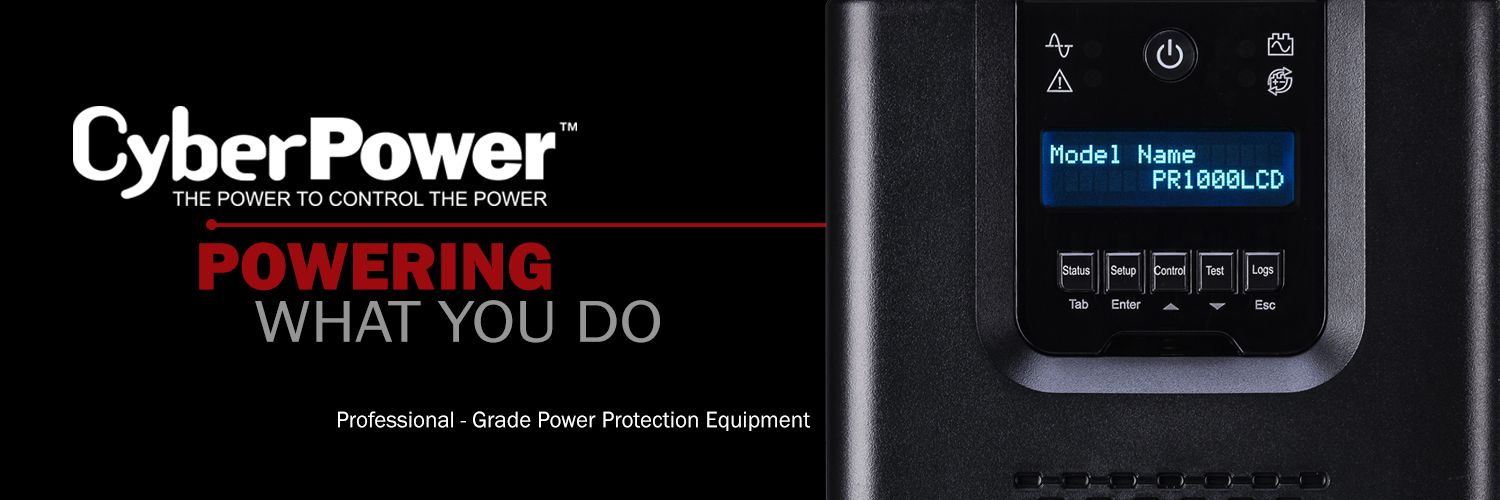 CyberPower™
THE POWER TO CONTROL THE POWER
POWERING
WHAT YOU DO
Professional - Grade Power Protection Equipment
Model Name
PR1000LCD
Status Setup Control Test Logs
Tab Enter Esc